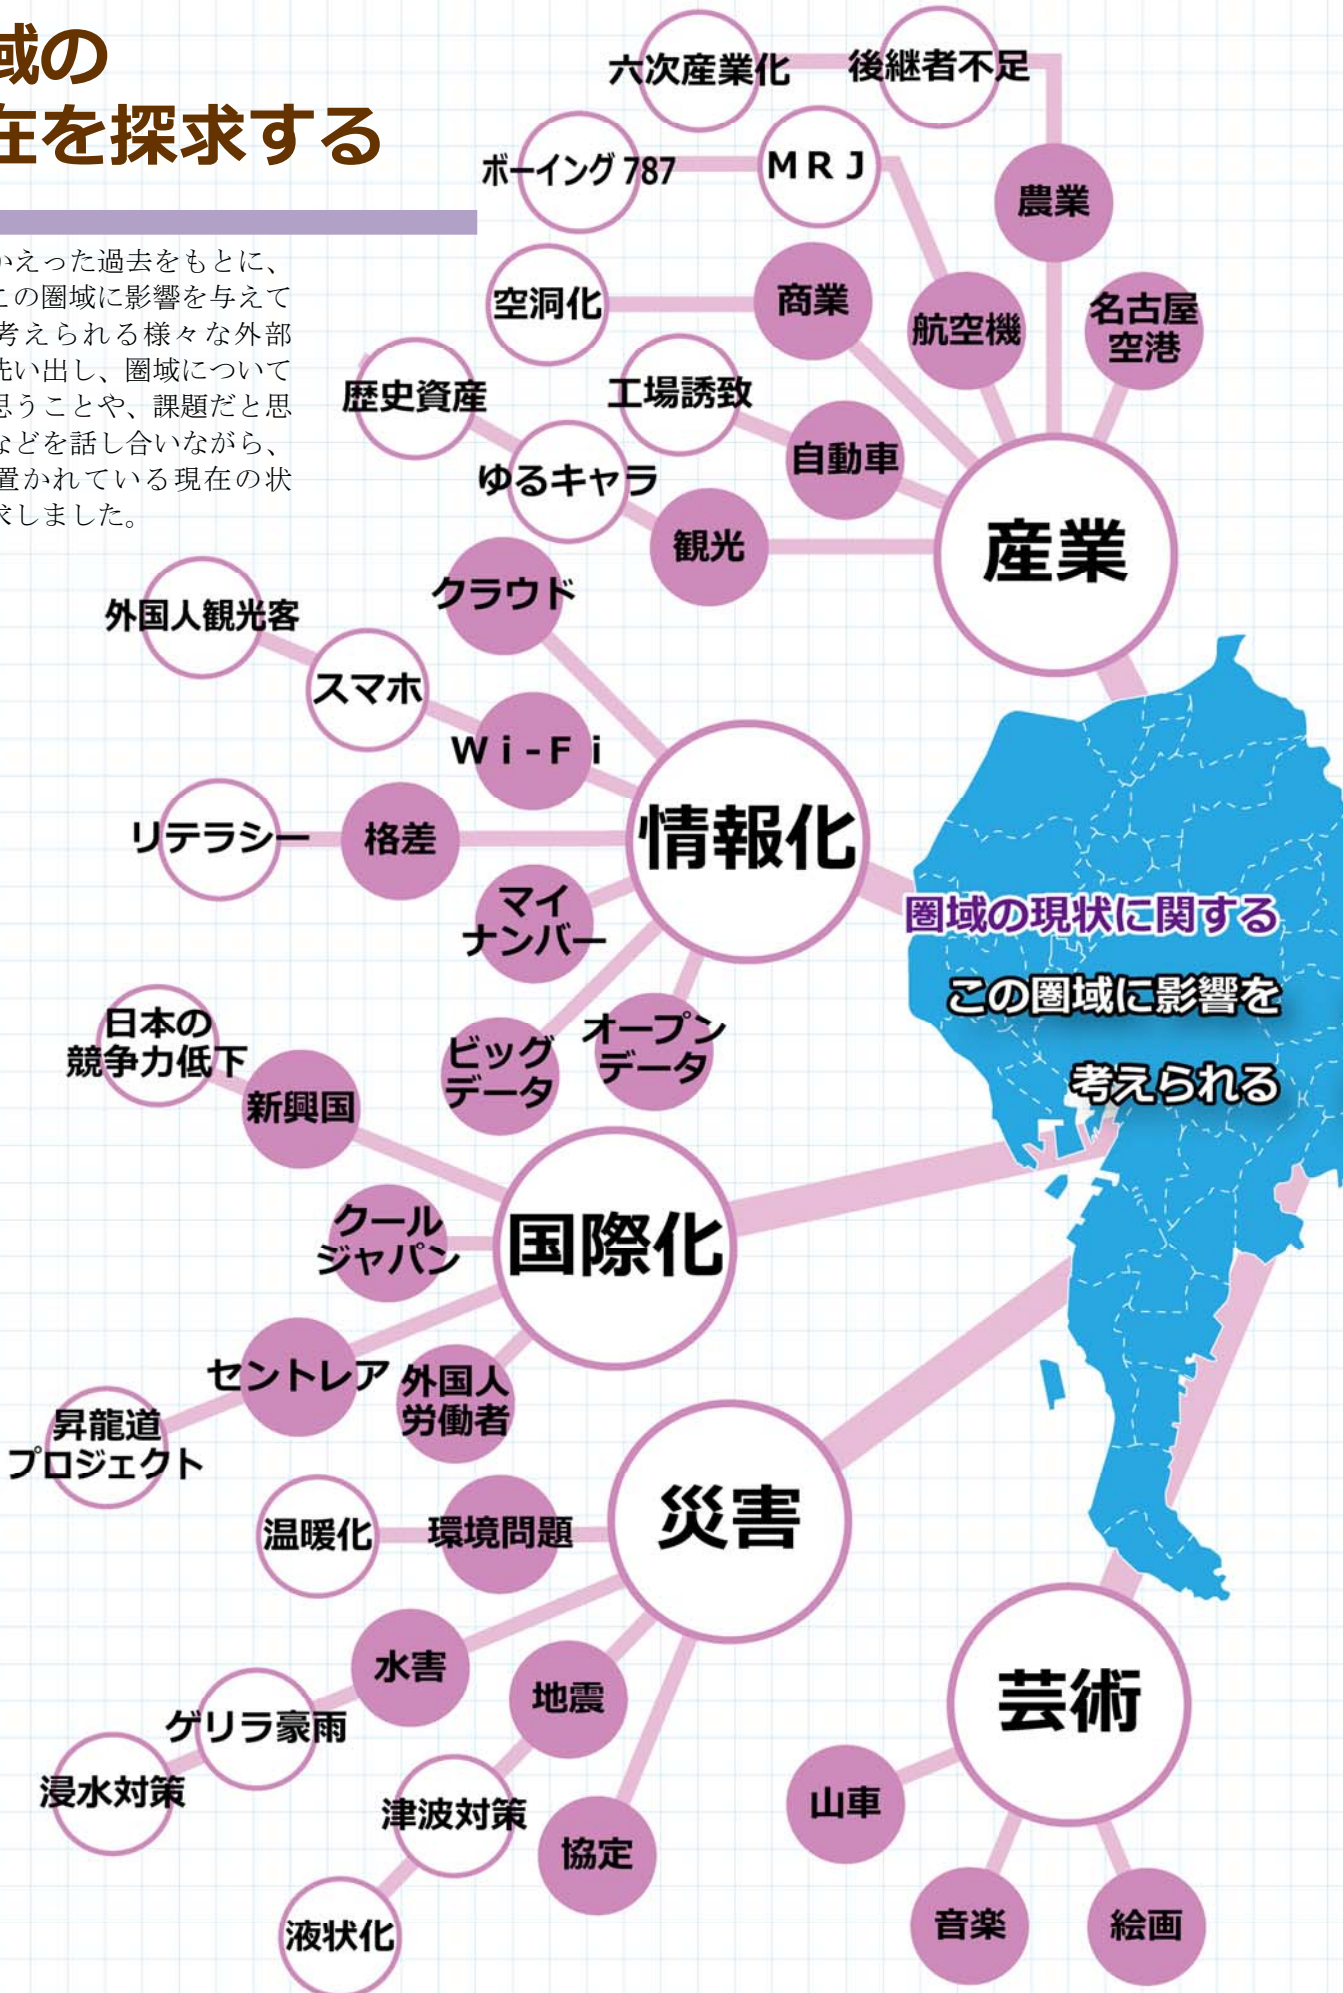 域の
在を探求する
かえった過去をもとに、
この圏域に影響を与えて
考えられる様々な外部
洗い出し、圏域について
思うことや、課題だと思
などを話し合いながら、
置かれている現在の状
求しました。
六次産業化
後継者不足
ボーイング 787
ＭＲＪ
農業
空洞化
商業
航空機
名古屋
空港
歴史資産
工場誘致
自動車
ゆるキャラ
観光
産業
クラウド
外国人観光客
スマホ
Ｗｉ-Ｆｉ
リテラシー
格差
情報化
マイ
ナンバー
ビッグ
データ
オープン
データ
圏域の現状に関する
この圏域に影響を
考えられる
日本の
競争力低下
新興国
クール
ジャパン
国際化
セントレア
外国人
労働者
昇龍道
プロジェクト
温暖化
環境問題
災害
水害
地震
ゲリラ豪雨
浸水対策
津波対策
協定
液状化
芸術
山車
音楽
絵画